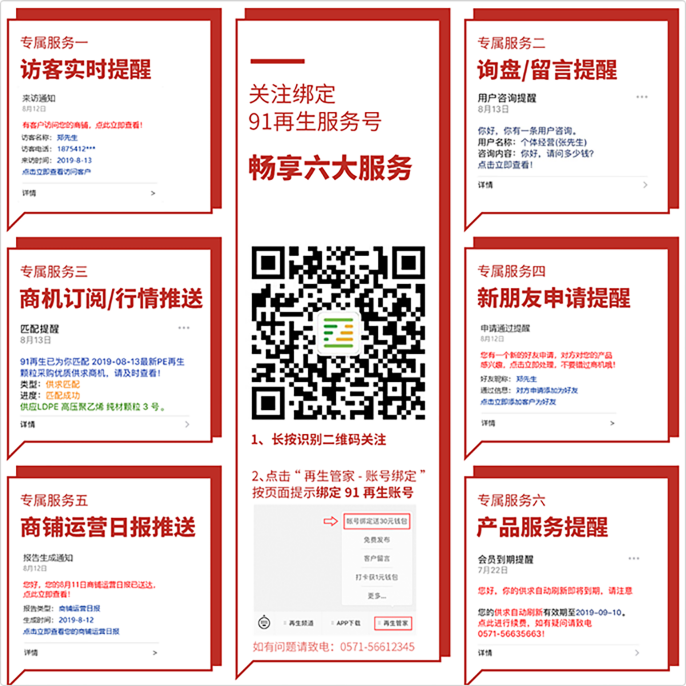 专属服务一
访客实时提醒
来访通知
8月12日
有客户访问您的商铺，点此立即查看！
访客名称：郑先生
访客电话：1875412***
来访时间：2019-8-13
点击立即查看访问客户
详情 >
关注绑定
91再生服务号
畅享六大服务
1、长按识别二维码关注
2、点击“再生管家 - 账号绑定”
按页面提示绑定 91 再生账号
账号绑定送30元钱包
免费发布
客户留言
打卡获1元钱包
更多...
再生频道
APP下载
再生管家
如有问题请致电：0571-56612345
专属服务二
询盘/留言提醒
用户咨询提醒 ...
8月13日
你好，你有一条用户咨询。
用户名称：个体经营(张先生)
咨询内容：你好，请问多少钱?
点击立即查看！
详情 >
专属服务三
商机订阅/行情推送
匹配提醒 ...
8月13日
91再生已为你匹配 2019-08-13最新PE再生
颗粒采购优质供求商机，请及时查看！
类型：供求匹配
进度：匹配成功
供应LDPE 高压聚乙烯 纯材颗粒 3 号 。
详情 >
专属服务四
新朋友申请提醒
申请通过提醒
8月12日
您有一个新的好友申请，对方对您的产品
感兴趣，点击立即处理，不要错过商机哦！
好友昵称：郑先生
通过信息：对方申请添加为好友
点击立即添加客户为好友
详情 >
专属服务五
商铺运营日报推送
报告生成通知
8月12日
您好，您的8月11日商铺运营日报已送达，
点此立即查看！
报告类型：商铺运营日报
生成时间：2019-8-12
点击立即查看您的商铺运营日报
详情 >
专属服务六
产品服务提醒
会员到期提醒 ...
7月22日
您好，你的供求自动刷新即将到期，请注意
您的供求自动刷新有效期至2019-09-10。
点此进行续费，如有疑问请致电
0571-56635663！
详情 >